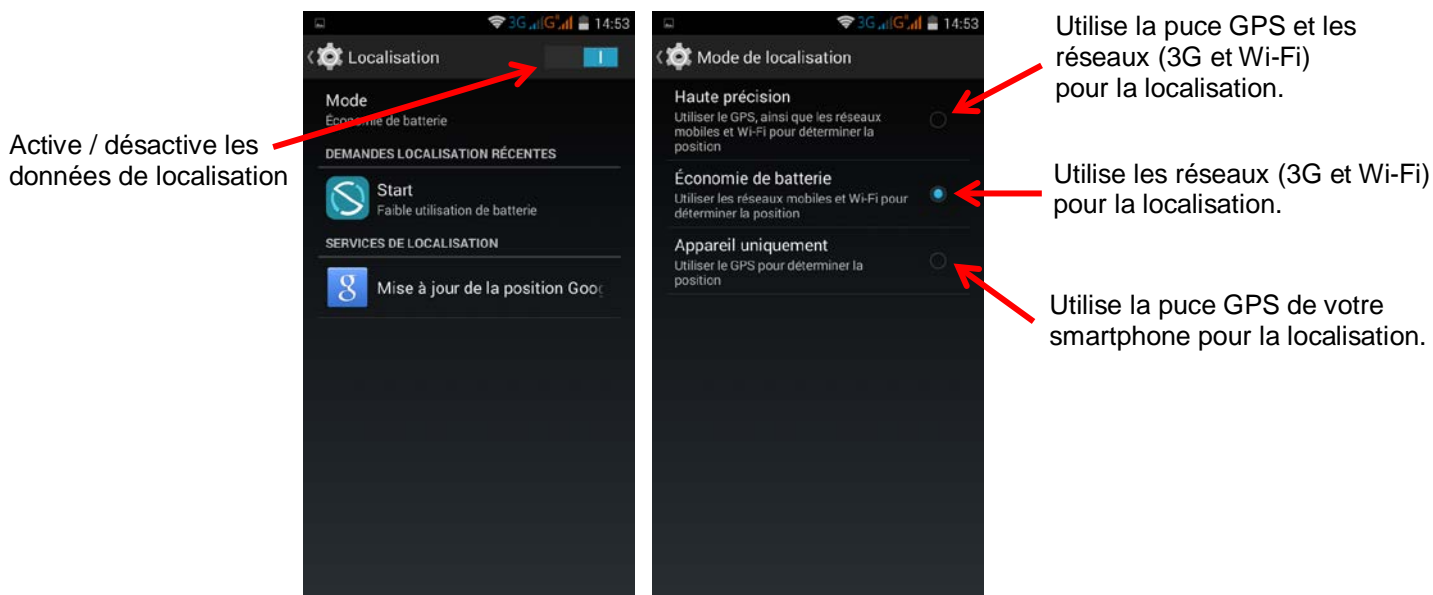 Active / désactive les
données de localisation
3G G 14:53
Localisation
Mode
Économie de batterie
DEMANDES LOCALISATION RÉCENTES
Start
Faible utilisation de batterie
SERVICES DE LOCALISATION
g
Mise à jour de la position Goog
3G G 14:53
Mode de localisation
Haute précision
Utiliser le GPS, ainsi que les réseaux
mobiles et Wi-Fi pour déterminer la
position
Économie de batterie
Utiliser les réseaux mobiles et Wi-Fi pour
déterminer la position
Appareil uniquement
Utiliser le GPS pour déterminer la
position
Utilise la puce GPS et les
réseaux (3G et Wi-Fi)
pour la localisation.
Utilise les réseaux (3G et Wi-Fi)
pour la localisation.
Utilise la puce GPS de votre
smartphone pour la localisation.